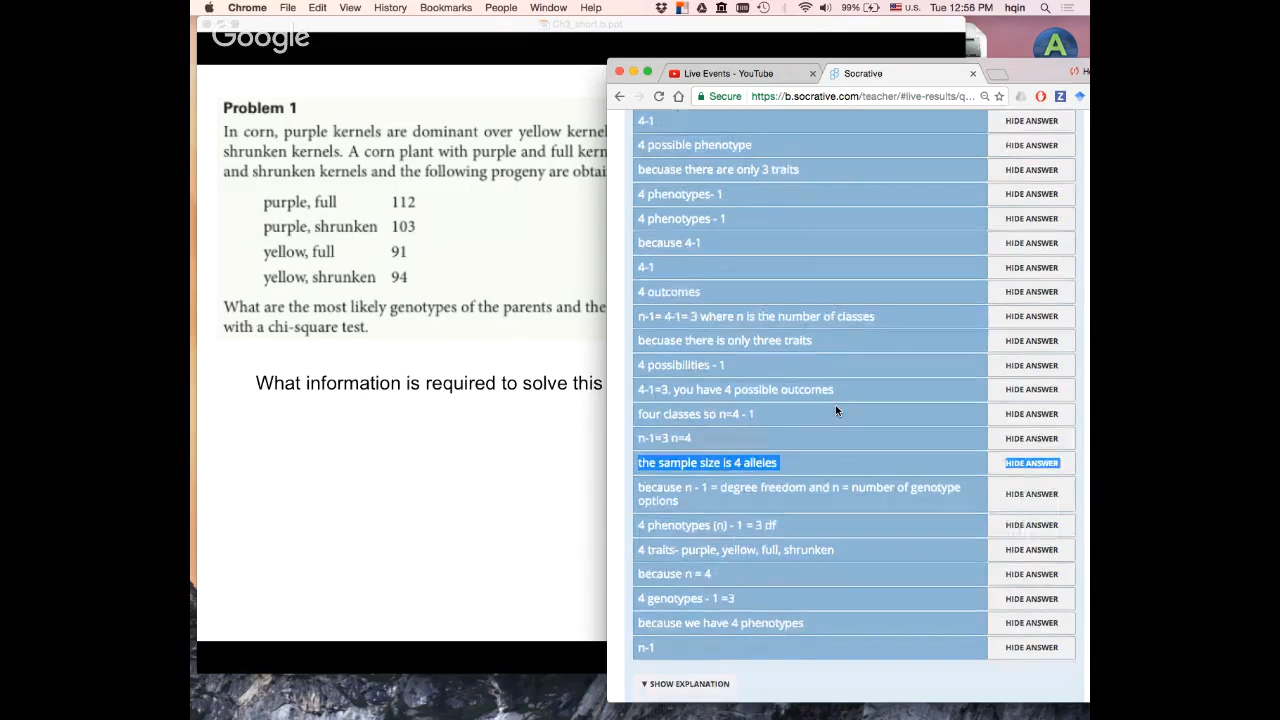 Chrome File Edit View History Bookmarks People Window Help 99% U.S. Tue 12:56 PM hqin
Ch3_short.b.ppt
Google
Live Events - YouTube
Socrative
Secure https://b.socrative.com/teacher/#live-results/q...
Problem 1
In corn, purple kernels are dominant over yellow kerne
shrunken kernels. A corn plant with purple and full kern
and shrunken kernels and the following progeny are obtai
purple, full 112
purple, shrunken 103
yellow, full 91
yellow, shrunken 94
What are the most likely genotypes of the parents and the
with a chi-square test.
What information is required to solve this
4-1 HIDE ANSWER
4 possible phenotype HIDE ANSWER
becuase there are only 3 traits HIDE ANSWER
4 phenotypes- 1 HIDE ANSWER
4 phenotypes - 1 HIDE ANSWER
because 4-1 HIDE ANSWER
4-1 HIDE ANSWER
4 outcomes HIDE ANSWER
n-1= 4-1= 3 where n is the number of classes HIDE ANSWER
becuase there is only three traits HIDE ANSWER
4 possibilities - 1 HIDE ANSWER
4-1=3, you have 4 possible outcomes HIDE ANSWER
four classes so n=4 - 1 HIDE ANSWER
n-1=3 n=4 HIDE ANSWER
the sample size is 4 alleles HIDE ANSWER
because n - 1 = degree freedom and n = number of genotype
options HIDE ANSWER
4 phenotypes (n) - 1 = 3 df HIDE ANSWER
4 traits- purple, yellow, full, shrunken HIDE ANSWER
because n = 4 HIDE ANSWER
4 genotypes - 1 =3 HIDE ANSWER
because we have 4 phenotypes HIDE ANSWER
n-1 HIDE ANSWER
▼ SHOW EXPLANATION